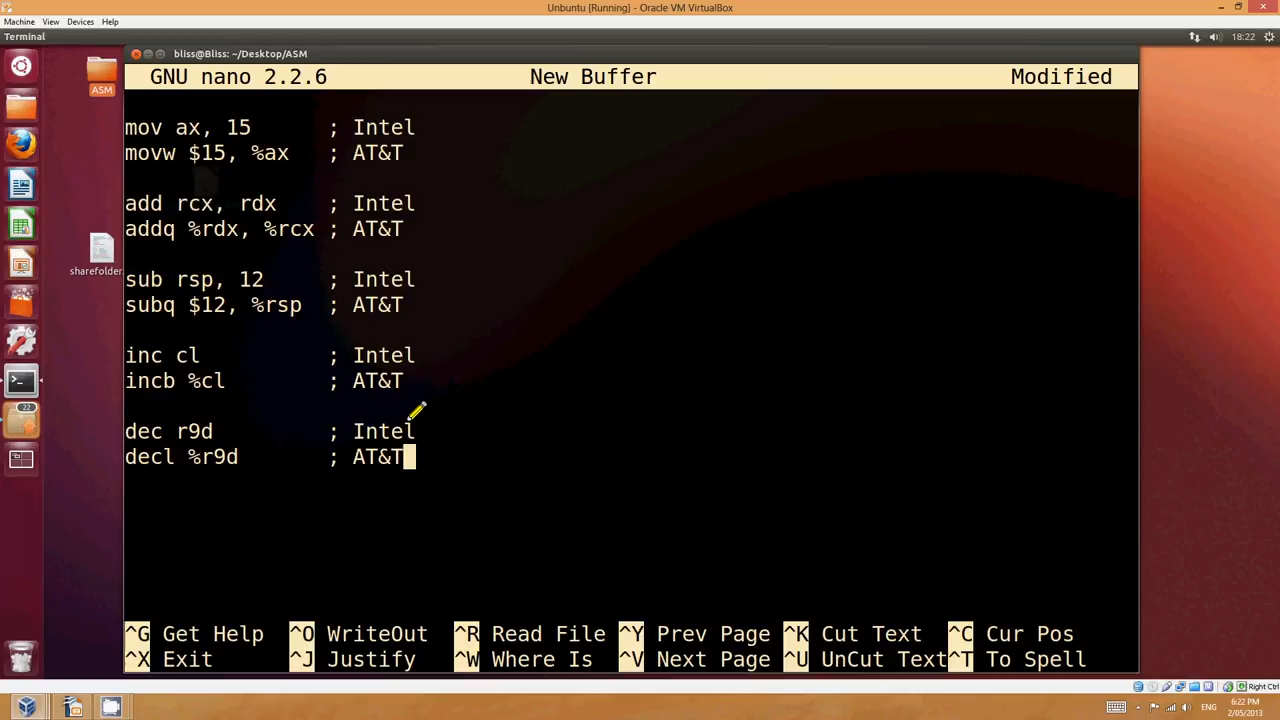 Unbuntu [Running] - Oracle VM VirtualBox
Machine View Devices Help
Terminal 18:22
bliss@Bliss: ~/Desktop/ASM
GNU nano 2.2.6 New Buffer Modified
ASM
mov ax, 15 ; Intel
movw $15, %ax ; AT&T
add rcx, rdx ; Intel
addq %rdx, %rcx ; AT&T
sharefolder.
sub rsp, 12 ; Intel
subq $12, %rsp ; AT&T
inc cl ; Intel
incb %cl ; AT&T
22
dec r9d ; Intel
decl %r9d ; AT&T
^G Get Help ^O WriteOut ^R Read File ^Y Prev Page ^K Cut Text ^C Cur Pos
^X Exit ^J Justify ^W Where Is ^V Next Page ^U UnCut Text ^T To Spell
Right Ctrl
ENG 6:22 PM
2/05/2013